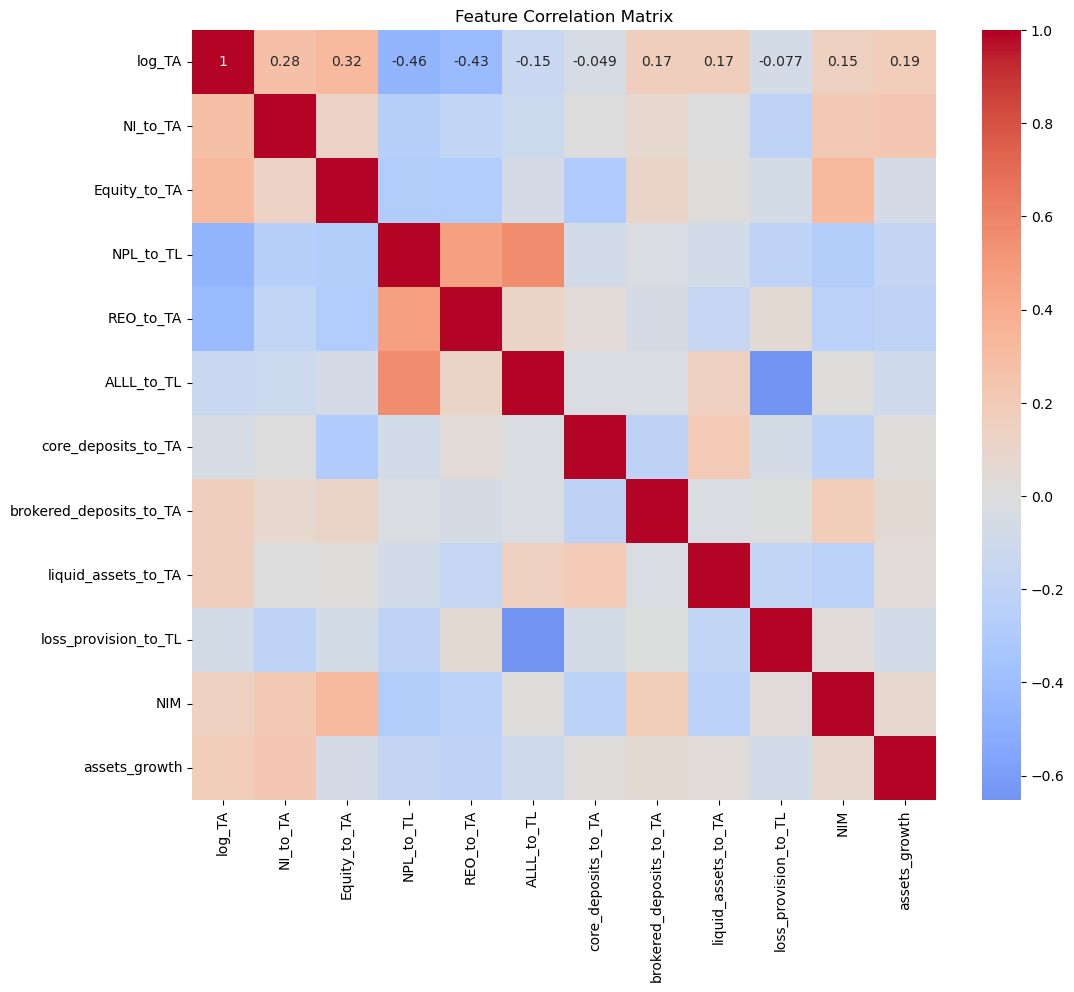 Feature Correlation Matrix
log_TA
1 0.28 0.32 -0.46 -0.43 -0.15 -0.049 0.17 0.17 -0.077 0.15 0.19
NI_to_TA
Equity_to_TA
NPL_to_TL
REO_to_TA
ALLL_to_TL
core_deposits_to_TA
brokered_deposits_to_TA
liquid_assets_to_TA
loss_provision_to_TL
NIM
assets_growth
log_TA
NI_to_TA
Equity_to_TA
NPL_to_TL
REO_to_TA
ALLL_to_TL
core_deposits_to_TA
brokered_deposits_to_TA
liquid_assets_to_TA
loss_provision_to_TL
NIM
assets_growth
1.0
0.8
0.6
0.4
0.2
0.0
−0.2
−0.4
−0.6